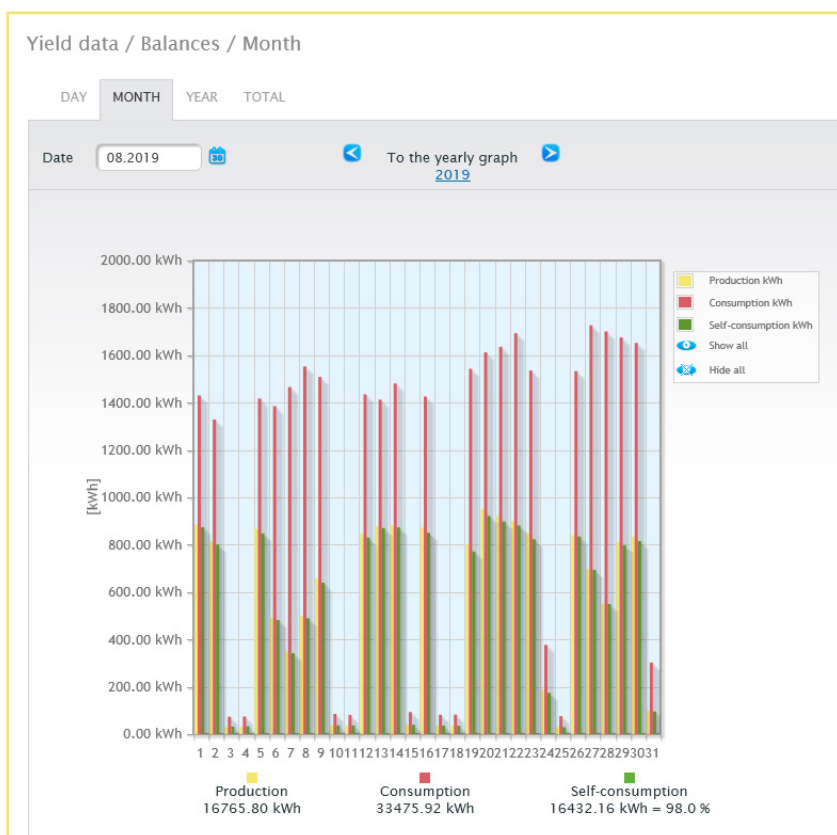 Yield data / Balances / Month
DAY MONTH YEAR TOTAL
Date 08.2019 30 To the yearly graph
2019
2000.00 kWh
1800.00 kWh
1600.00 kWh
1400.00 kWh
1200.00 kWh
1000.00 kWh
800.00 kWh
600.00 kWh
400.00 kWh
200.00 kWh
0.00 kWh
[kWh]
Production kWh
Consumption kWh
Self-consumption kWh
Show all
Hide all
1 2 3 4 5 6 7 8 9 10 11 12 13 14 15 16 17 18 19 20 21 22 23 24 25 26 27 28 29 30 31
Production Consumption Self-consumption
16765.80 kWh 33475.92 kWh 16432.16 kWh = 98.0 %